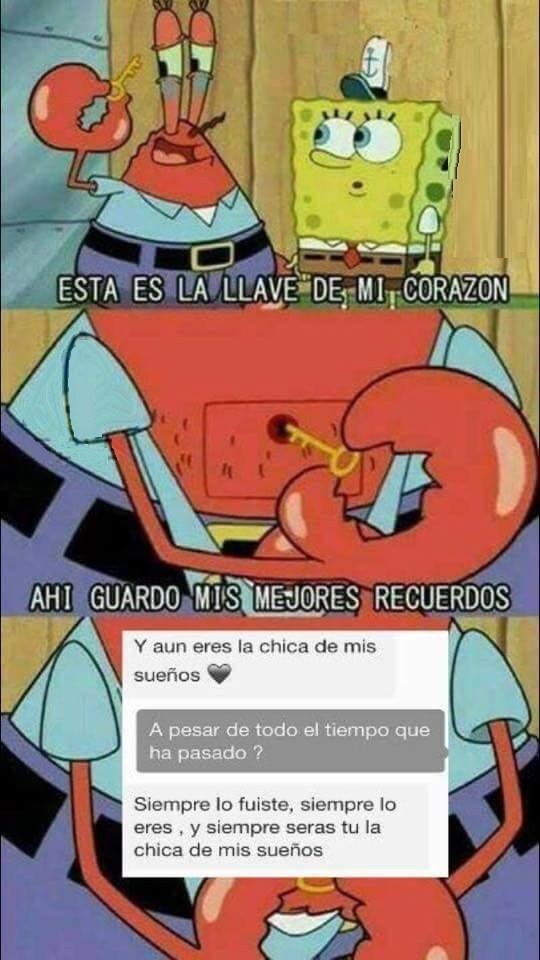 ESTA ES LA LLAVE DE MI CORAZON
AHI GUARDO MIS MEJORES RECUERDOS
Y aun eres la chica de mis
sueños 🖤
A pesar de todo el tiempo que
ha pasado ?
Siempre lo fuiste, siempre lo
eres , y siempre seras tu la
chica de mis sueños